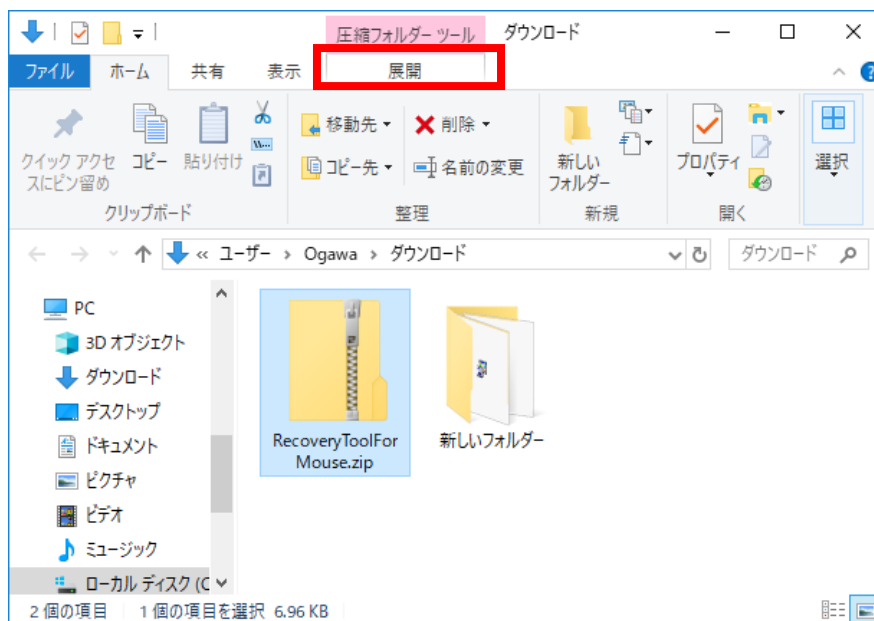 圧縮フォルダー ツール
ダウンロード
ファイル
ホーム
共有
表示
展開
クイック アクセ
スにピン留め
コピー
貼り付け
移動先
コピー先
削除
名前の変更
新しい
フォルダー
プロパティ
選択
クリップボード
整理
新規
開く
« ユーザー › Ogawa › ダウンロード
ダウンロード
PC
3D オブジェクト
ダウンロード
デスクトップ
ドキュメント
ピクチャ
ビデオ
ミュージック
ローカル ディスク (C
RecoveryToolFor
Mouse.zip
新しいフォルダー
2 個の項目
1 個の項目を選択 6.96 KB